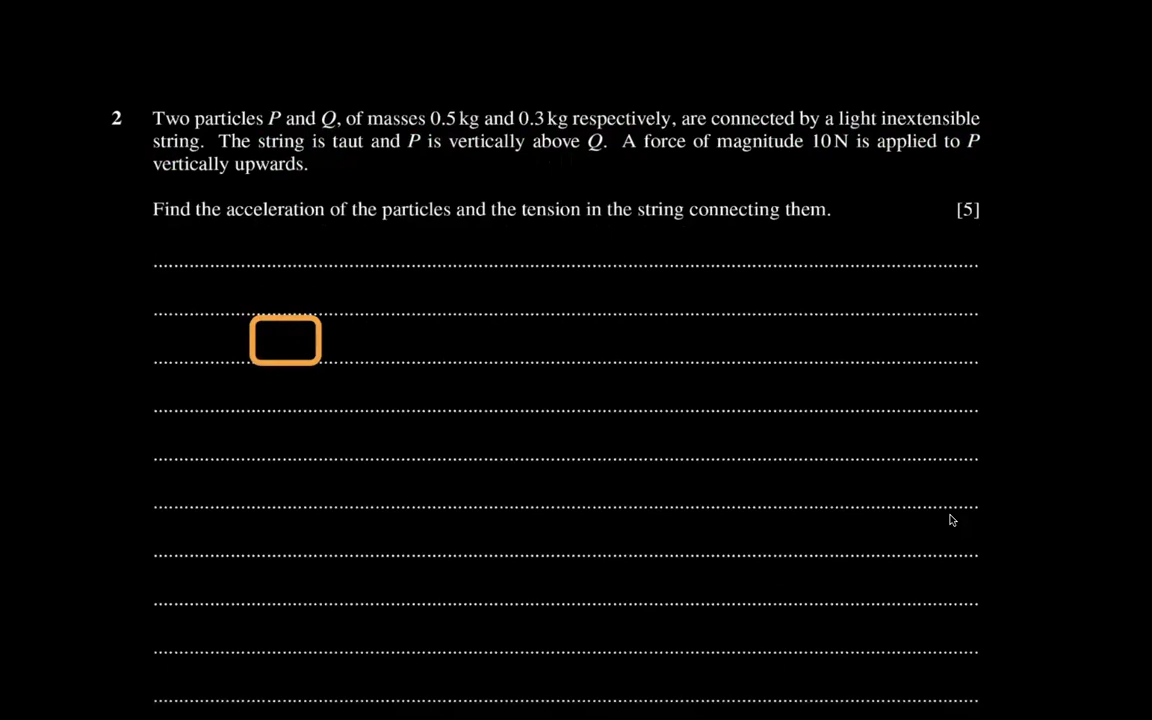 2 Two particles P and Q, of masses 0.5 kg and 0.3 kg respectively, are connected by a light inextensible
string. The string is taut and P is vertically above Q. A force of magnitude 10 N is applied to P
vertically upwards.
Find the acceleration of the particles and the tension in the string connecting them. [5]